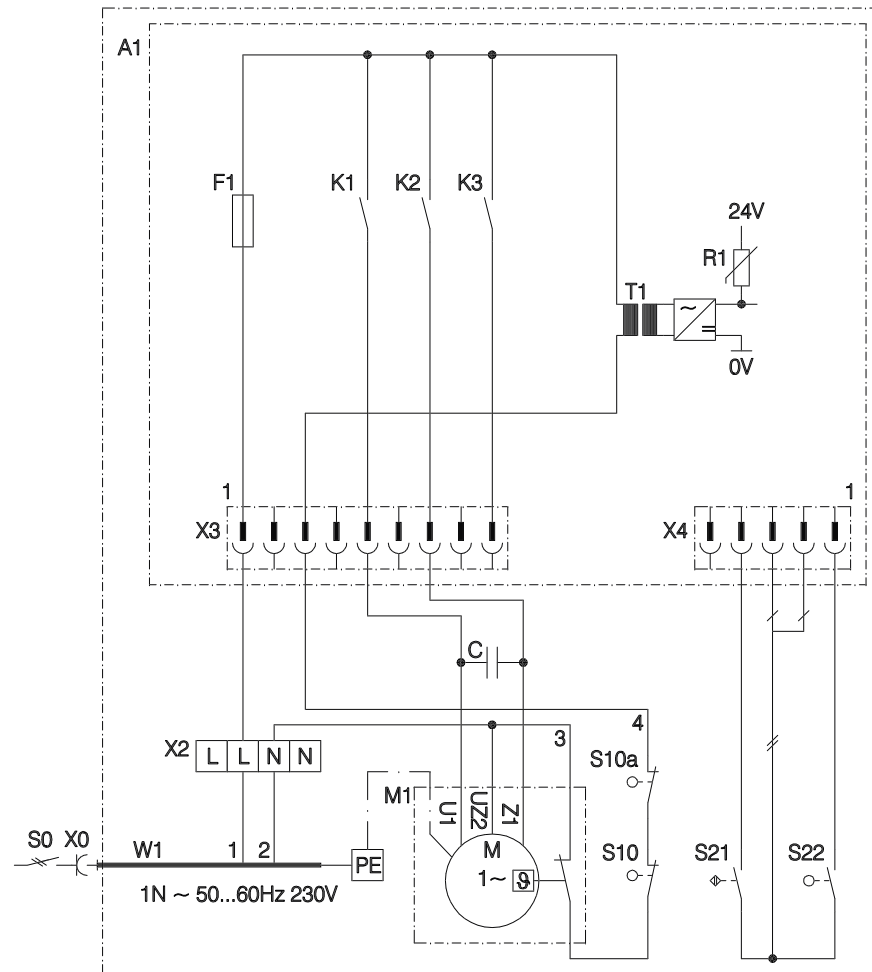 A1
F1 K1 K2 K3
24V
R1
T1
~
=
0V
1 1
X3 X4
C
4
3
X2 L L N N
S10a
M1
U1 UZ2 Z1
S0 X0 W1 1 2 PE
M
1~ ϑ
S10 S21 S22
1N ~ 50...60Hz 230V